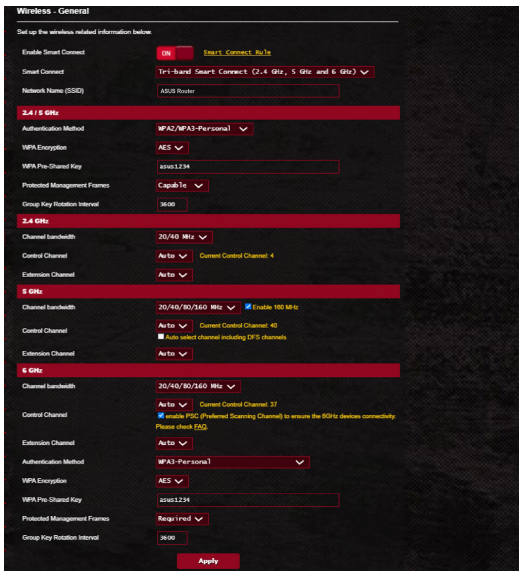 Wireless - General
Set up the wireless related information below.
Enable Smart Connect ON Smart Connect Rule
Smart Connect Tri-band Smart Connect (2.4 GHz, 5 GHz and 6 GHz)
Network Name (SSID) ASUS Router
2.4 / 5 GHz
Authentication Method WPA2/WPA3-Personal
WPA Encryption AES
WPA Pre-Shared Key asus1234
Protected Management Frames Capable
Group Key Rotation Interval 3600
2.4 GHz
Channel bandwidth 20/40 MHz
Control Channel Auto Current Control Channel: 4
Extension Channel Auto
5 GHz
Channel bandwidth 20/40/80/160 MHz Enable 160 MHz
Control Channel Auto Current Control Channel: 40
Auto select channel including DFS channels
Extension Channel Auto
6 GHz
Channel bandwidth 20/40/80/160 MHz
Control Channel Auto Current Control Channel: 37
enable PSC (Preferred Scanning Channel) to ensure the 6GHz devices connectivity.
Please check FAQ.
Extension Channel Auto
Authentication Method WPA3-Personal
WPA Encryption AES
WPA Pre-Shared Key asus1234
Protected Management Frames Required
Group Key Rotation Interval 3600
Apply